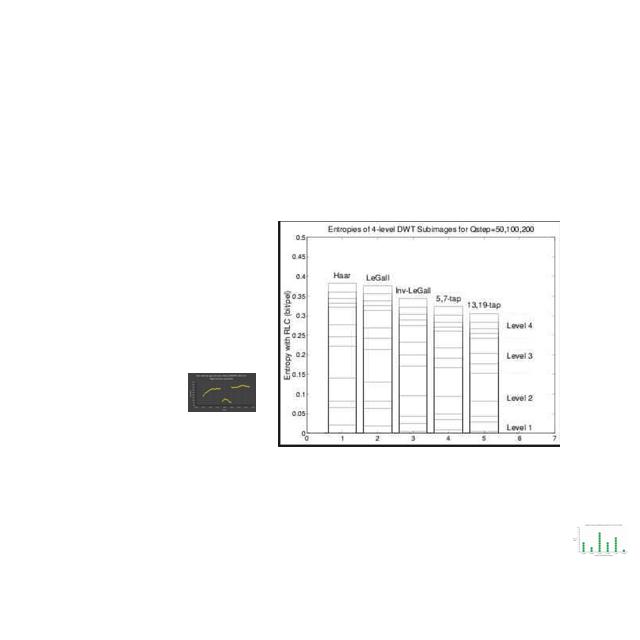 Entropies of 4-level DWT Subimages for Qstep=50,100,200
Entropy with RLC (bit/pel)
0.5
0.45
0.4
0.35
0.3
0.25
0.2
0.15
0.1
0.05
0
Haar
LeGall
Inv-LeGall
5,7-tap
13,19-tap
Level 4
Level 3
Level 2
Level 1
0 1 2 3 4 5 6 7